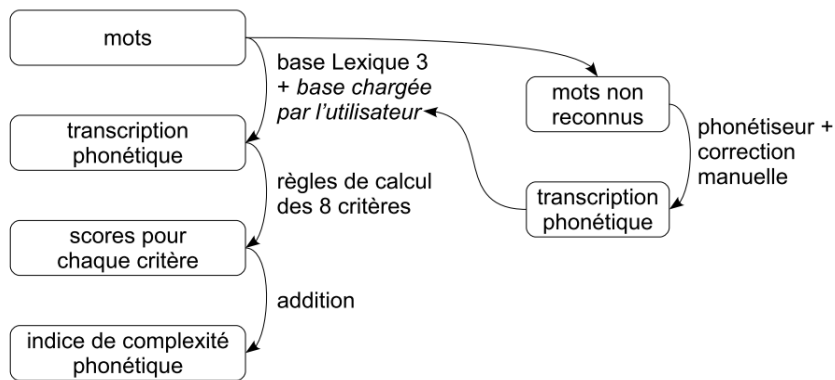 mots
base Lexique 3
+ base chargée
par l'utilisateur
mots non
reconnus
transcription
phonétique
phonétiseur +
correction
manuelle
règles de calcul
des 8 critères
transcription
phonétique
scores pour
chaque critère
addition
indice de complexité
phonétique